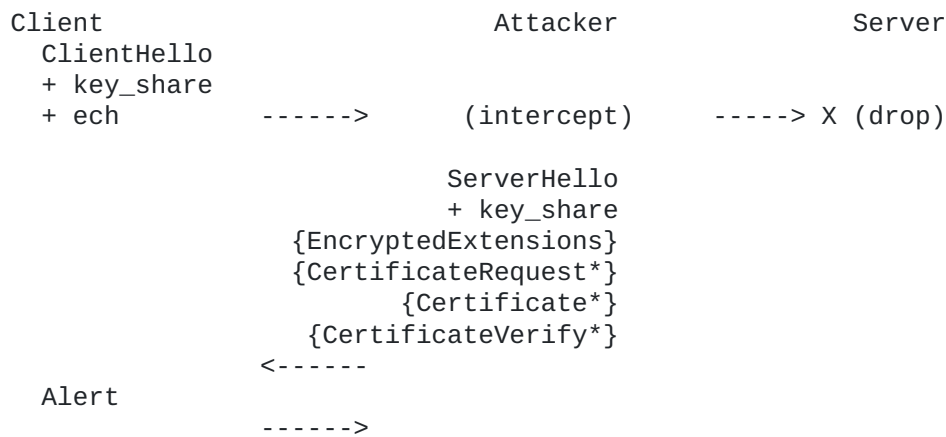 Client Attacker Server
ClientHello
+ key_share
+ ech ------> (intercept) -----> X (drop)
ServerHello
+ key_share
{EncryptedExtensions}
{CertificateRequest*}
{Certificate*}
{CertificateVerify*}
<------
Alert
------>